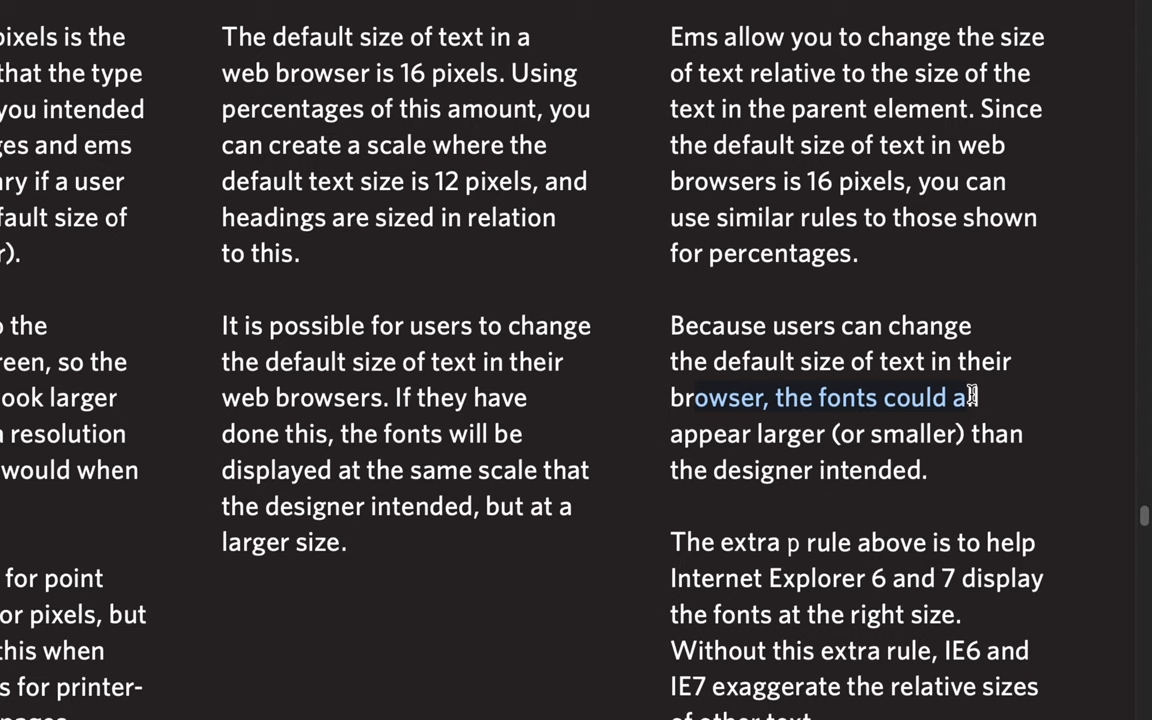 pixels is the
that the type
you intended
ges and ems
ary if a user
fault size of
r).
o the
reen, so the
ook larger
a resolution
would when
for point
or pixels, but
this when
s for printer-
The default size of text in a
web browser is 16 pixels. Using
percentages of this amount, you
can create a scale where the
default text size is 12 pixels, and
headings are sized in relation
to this.
It is possible for users to change
the default size of text in their
web browsers. If they have
done this, the fonts will be
displayed at the same scale that
the designer intended, but at a
larger size.
Ems allow you to change the size
of text relative to the size of the
text in the parent element. Since
the default size of text in web
browsers is 16 pixels, you can
use similar rules to those shown
for percentages.
Because users can change
the default size of text in their
browser, the fonts could all
appear larger (or smaller) than
the designer intended.
The extra p rule above is to help
Internet Explorer 6 and 7 display
the fonts at the right size.
Without this extra rule, IE6 and
IE7 exaggerate the relative sizes
of other text.